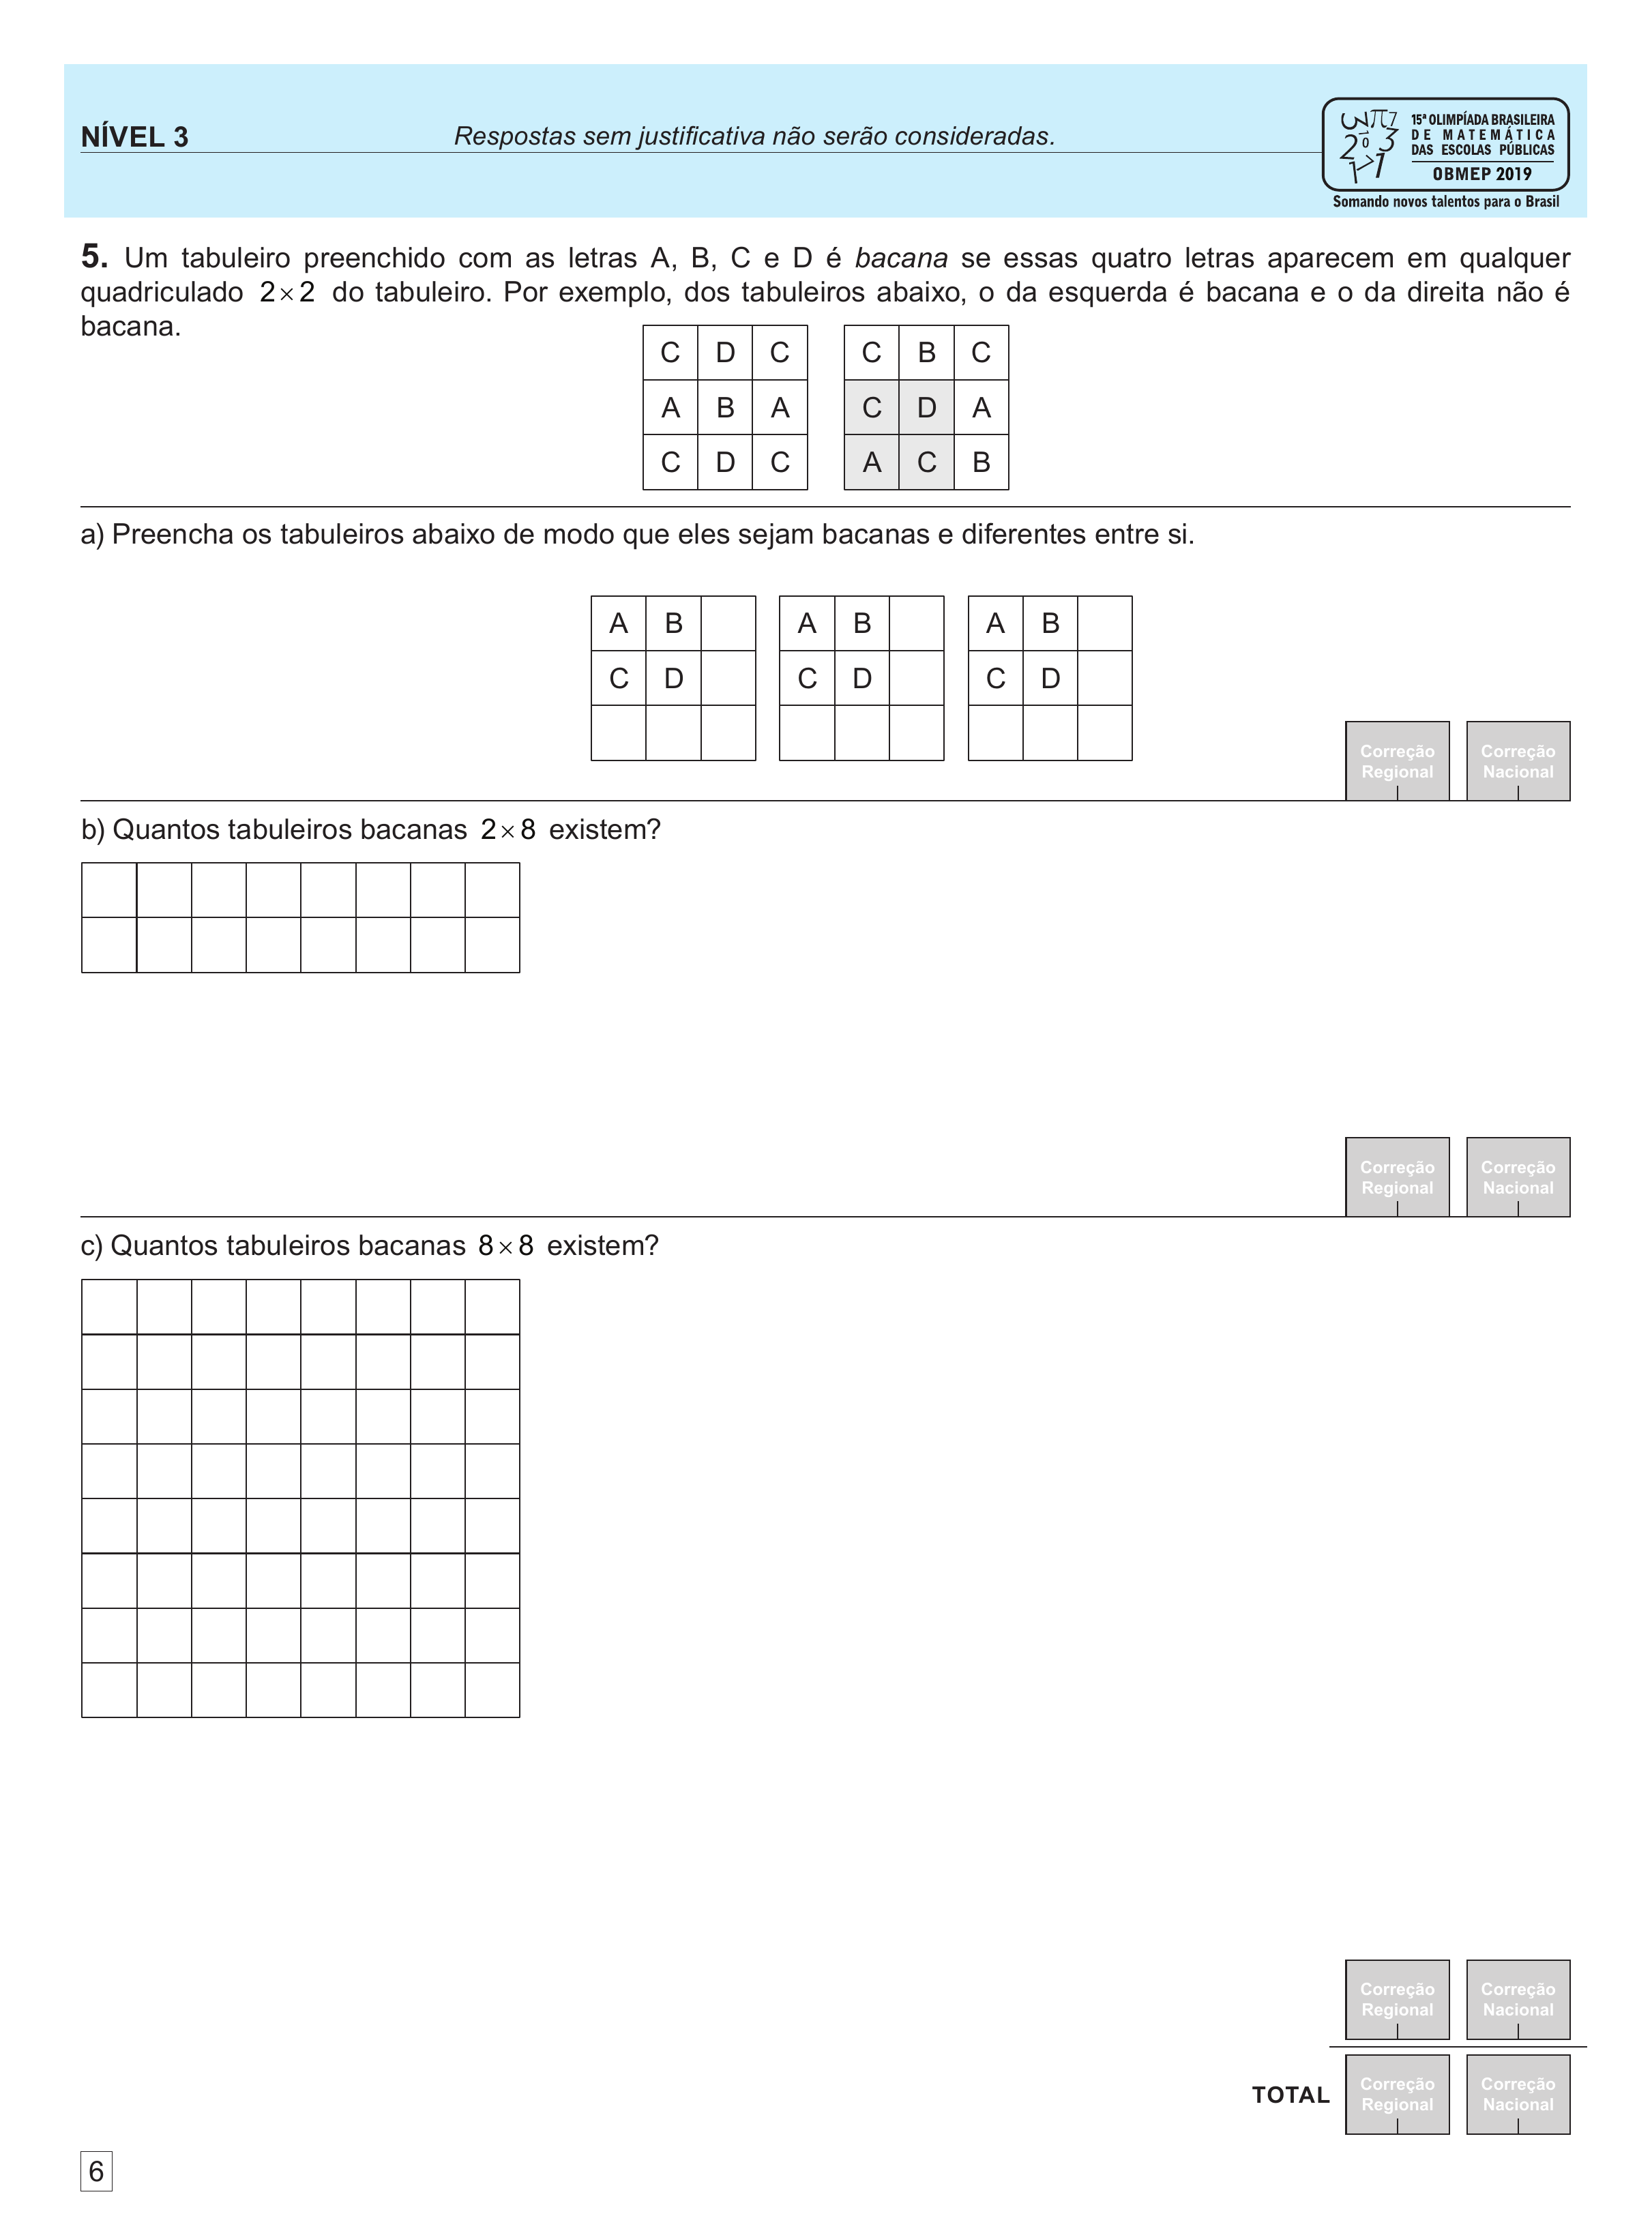 NÍVEL 3
Respostas sem justificativa não serão consideradas.
15ª OLIMPÍADA BRASILEIRA
DE MATEMÁTICA
DAS ESCOLAS PÚBLICAS
OBMEP 2019
Somando novos talentos para o Brasil
5. Um tabuleiro preenchido com as letras A, B, C e D é bacana se essas quatro letras aparecem em qualquer
quadriculado 2×2 do tabuleiro. Por exemplo, dos tabuleiros abaixo, o da esquerda é bacana e o da direita não é
bacana.
C D C C B C
A B A C D A
C D C A C B
a) Preencha os tabuleiros abaixo de modo que eles sejam bacanas e diferentes entre si.
A B A B A B
C D C D C D
Correção Regional Correção Nacional
b) Quantos tabuleiros bacanas 2×8 existem?
Correção Regional Correção Nacional
c) Quantos tabuleiros bacanas 8×8 existem?
Correção Regional Correção Nacional
TOTAL Correção Regional Correção Nacional
6